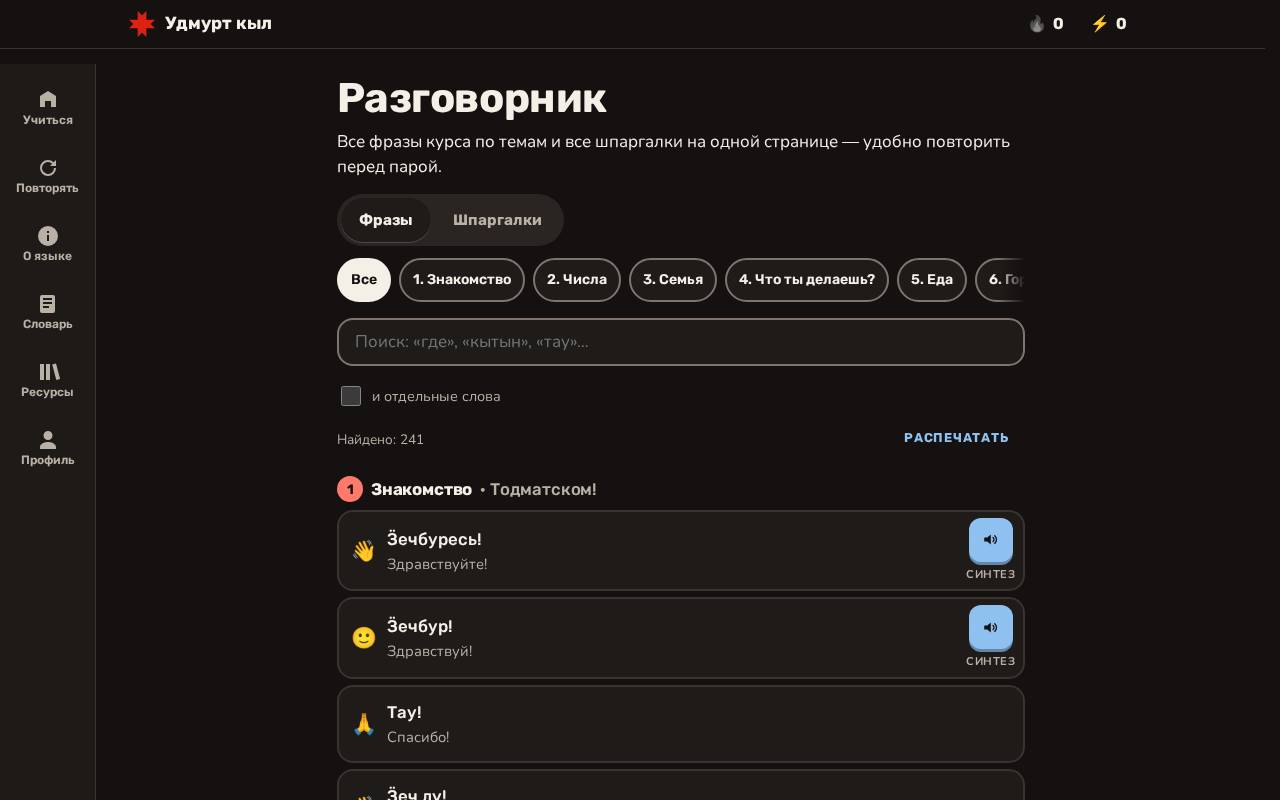 Удмурт кыл
0
0
Учиться
Повторять
О языке
Словарь
Ресурсы
Профиль
Разговорник
Все фразы курса по темам и все шпаргалки на одной странице — удобно повторить
перед парой.
Фразы
Шпаргалки
Все
1. Знакомство
2. Числа
3. Семья
4. Что ты делаешь?
5. Еда
6.
Поиск: «где», «кытын», «тау»...
и отдельные слова
Найдено: 241
РАСПЕЧАТАТЬ
1 Знакомство • Тодматском!
Ӟечбуресь!
Здравствуйте!
СИНТЕЗ
Ӟечбур!
Здравствуй!
СИНТЕЗ
Тау!
Спасибо!
Ӟеч лу!